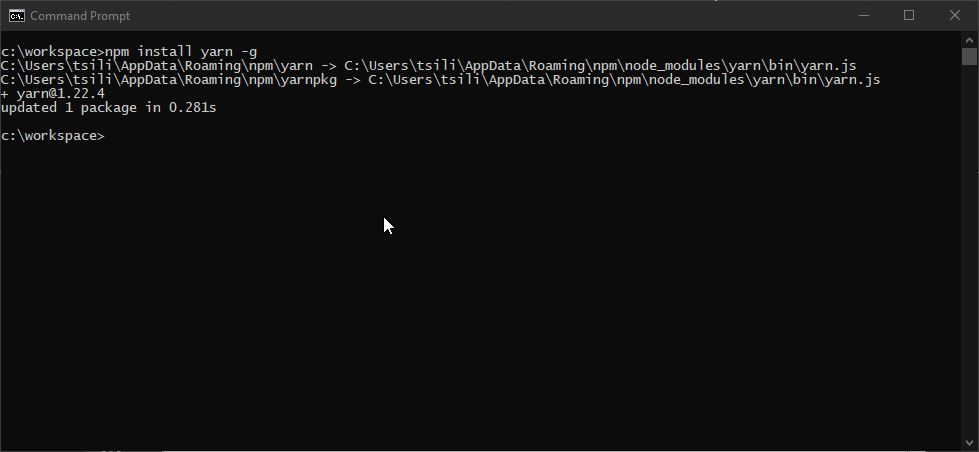 Command Prompt
c:\workspace>npm install yarn -g
C:\Users\tsili\AppData\Roaming\npm\yarn -> C:\Users\tsili\AppData\Roaming\npm\node_modules\yarn\bin\yarn.js
C:\Users\tsili\AppData\Roaming\npm\yarnpkg -> C:\Users\tsili\AppData\Roaming\npm\node_modules\yarn\bin\yarn.js
+ yarn@1.22.4
updated 1 package in 0.281s
c:\workspace>